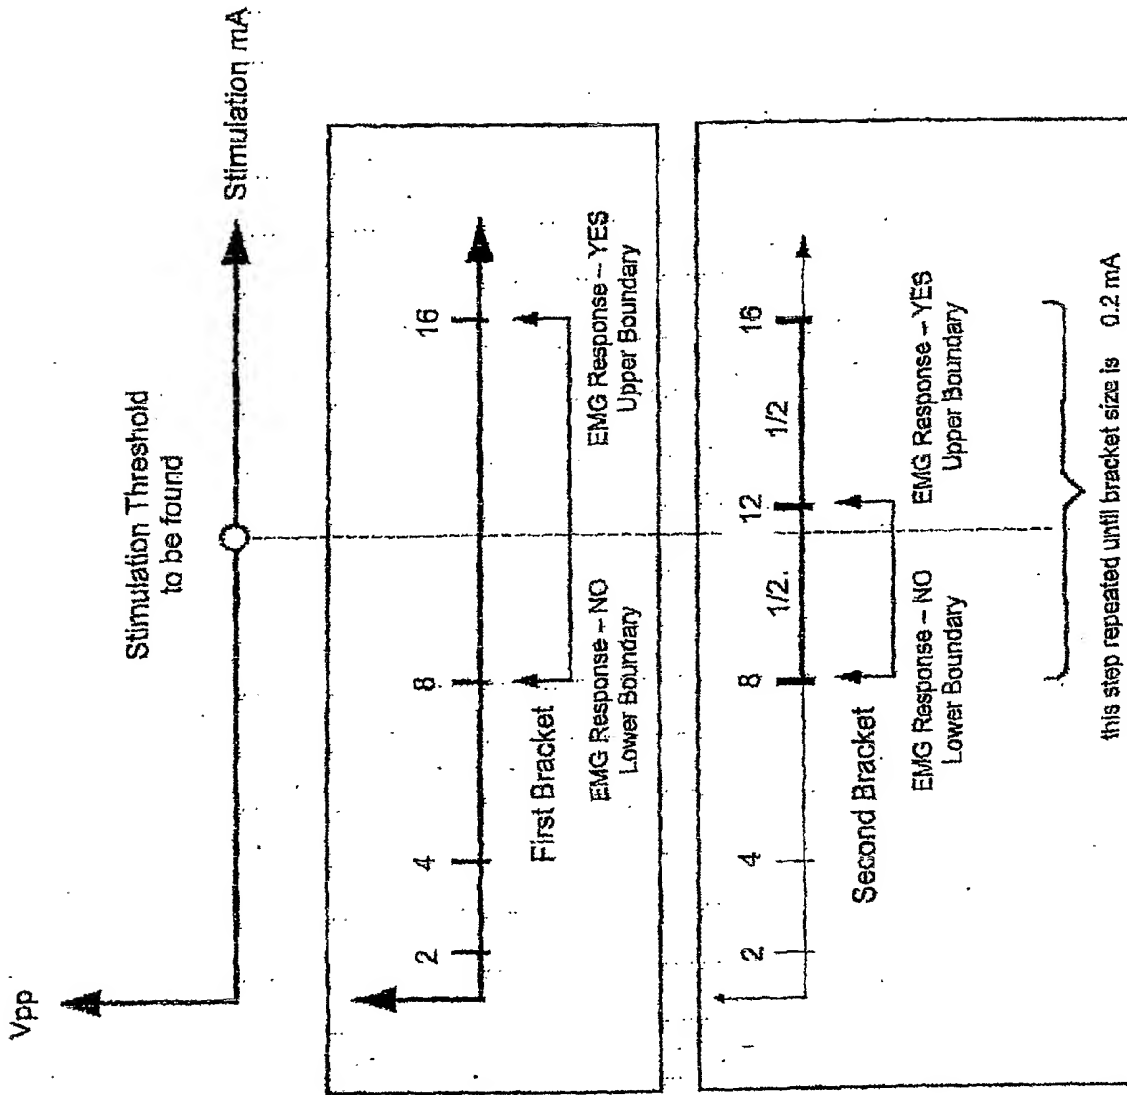 Vpp
Stimulation Threshold
to be found
Stimulation mA
2
4
8
16
First Bracket
EMG Response – NO
Lower Boundary
EMG Response – YES
Upper Boundary
2
4
8
1/2.
12
1/2
16
Second Bracket
EMG Response – NO
Lower Boundary
EMG Response – YES
Upper Boundary
this step repeated until bracket size is 0.2 mA